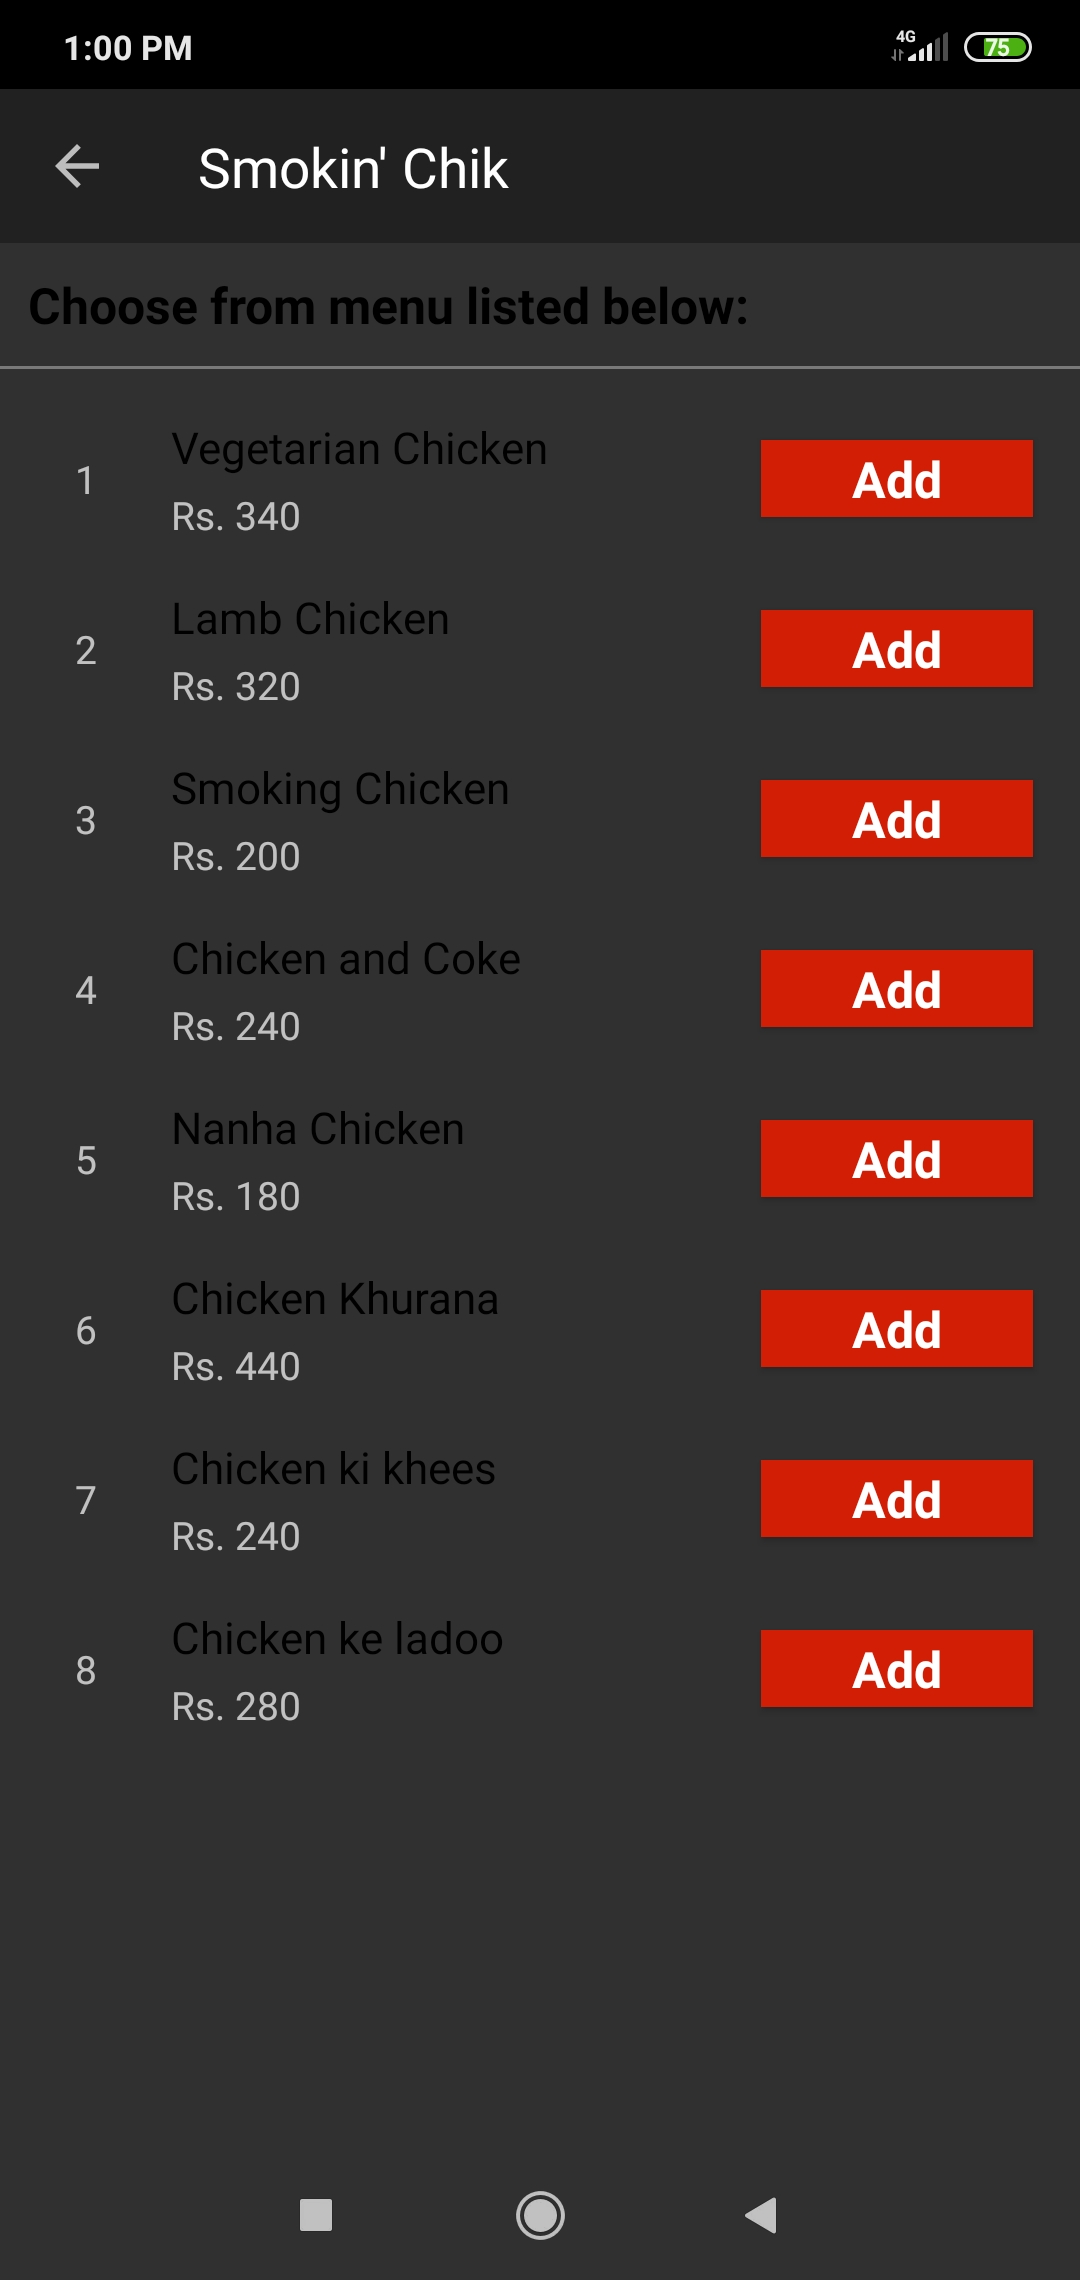 1:00 PM
4G
75
Smokin' Chik
Choose from menu listed below:
1
Vegetarian Chicken
Rs. 340
Add
2
Lamb Chicken
Rs. 320
Add
3
Smoking Chicken
Rs. 200
Add
4
Chicken and Coke
Rs. 240
Add
5
Nanha Chicken
Rs. 180
Add
6
Chicken Khurana
Rs. 440
Add
7
Chicken ki khees
Rs. 240
Add
8
Chicken ke ladoo
Rs. 280
Add